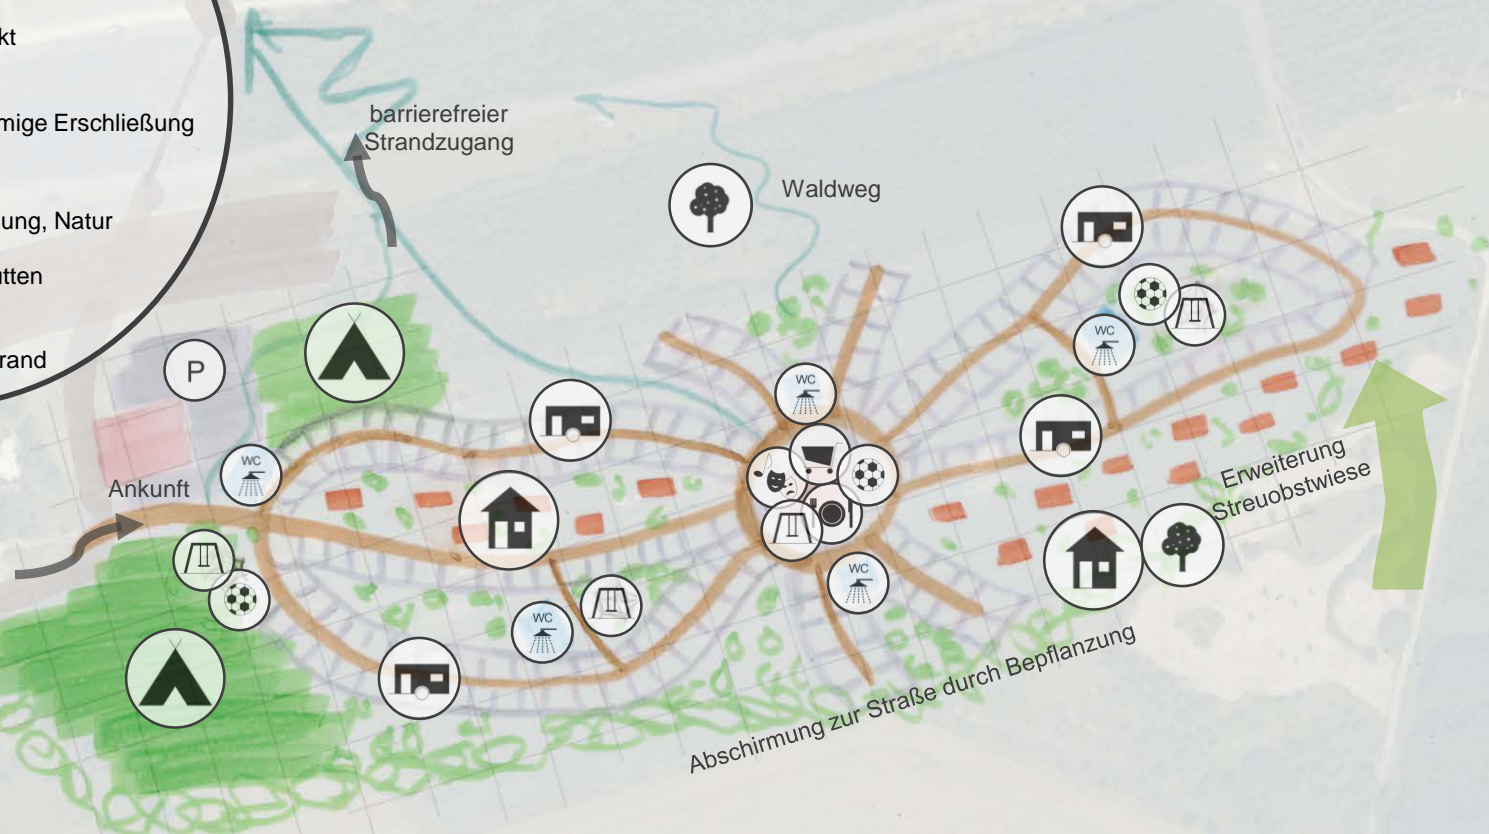 kt
mige Erschließung
ung, Natur
itten
rand
barrierefreier
Strandzugang
Waldweg
P
WC
WC
WC
Ankunft
Erweiterung
Streuobstwiese
WC
WC
Abschirmung zur Straße durch Bepflanzung